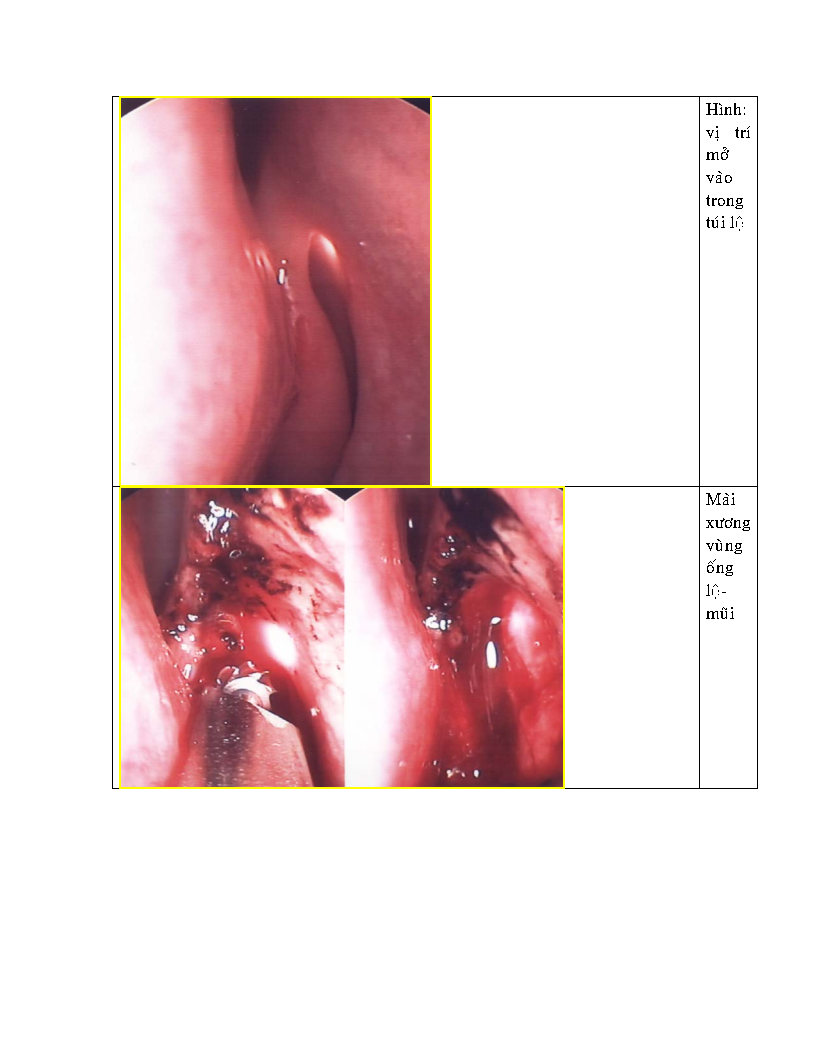 Hình:
vị trí
mở
vào
trong
túi lệ
Mài
xương
vùng
ống
lệ-
mũi